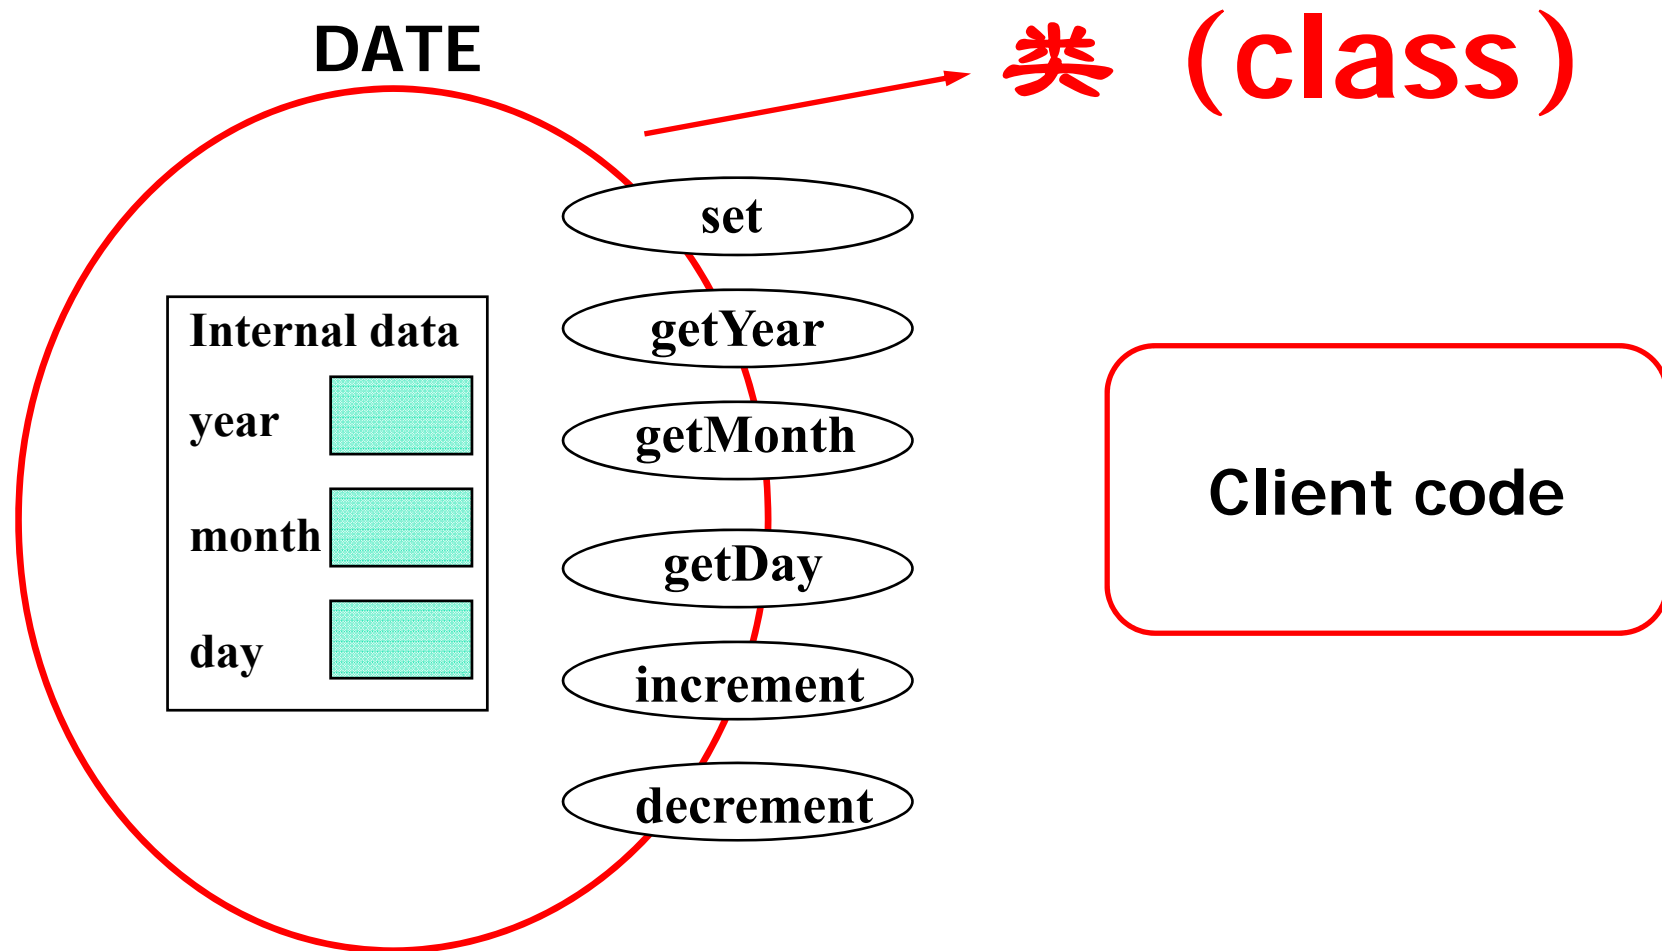 DATE
类（class）
set
getYear
getMonth
getDay
increment
decrement
Internal data
year
month
day
Client code